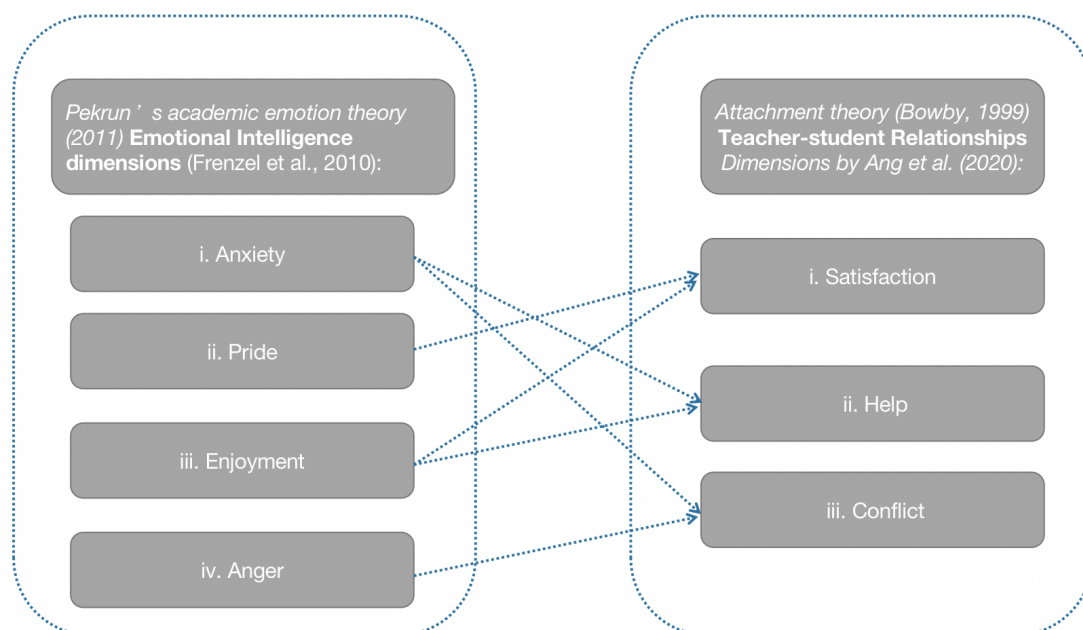 Pekrun ’ s academic emotion theory
(2011) Emotional Intelligence
dimensions (Frenzel et al., 2010):
i. Anxiety
ii. Pride
iii. Enjoyment
iv. Anger
Attachment theory (Bowby, 1999)
Teacher-student Relationships
Dimensions by Ang et al. (2020):
i. Satisfaction
ii. Help
iii. Conflict